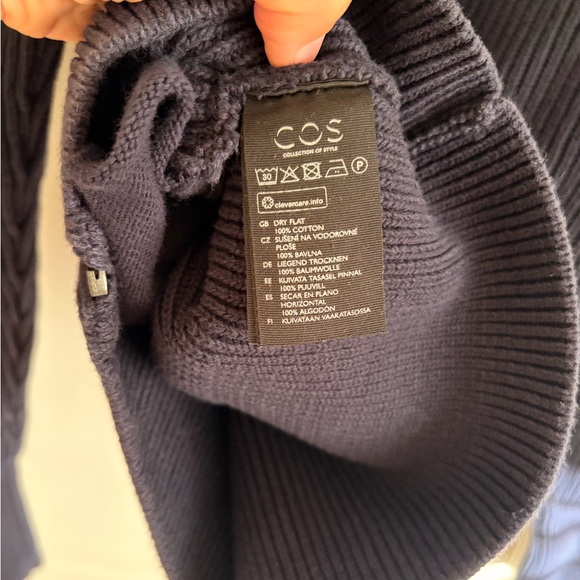 COS
COLLECTION OF STYLE
30 P
clevercare.info
GB DRY FLAT
100% COTTON
CZ SUŠENÍ NA VODOROVNÉ
PLOŠE
100% BAVLNA
DE LIEGEND TROCKNEN
100% BAUMWOLLE
EE KUIVATA TASASEL PINNAL
100% PUUVILL
ES SECAR EN PLANO
HORIZONTAL
100% ALGODÓN
FI KUIVATAAN VAAKATASOSSA